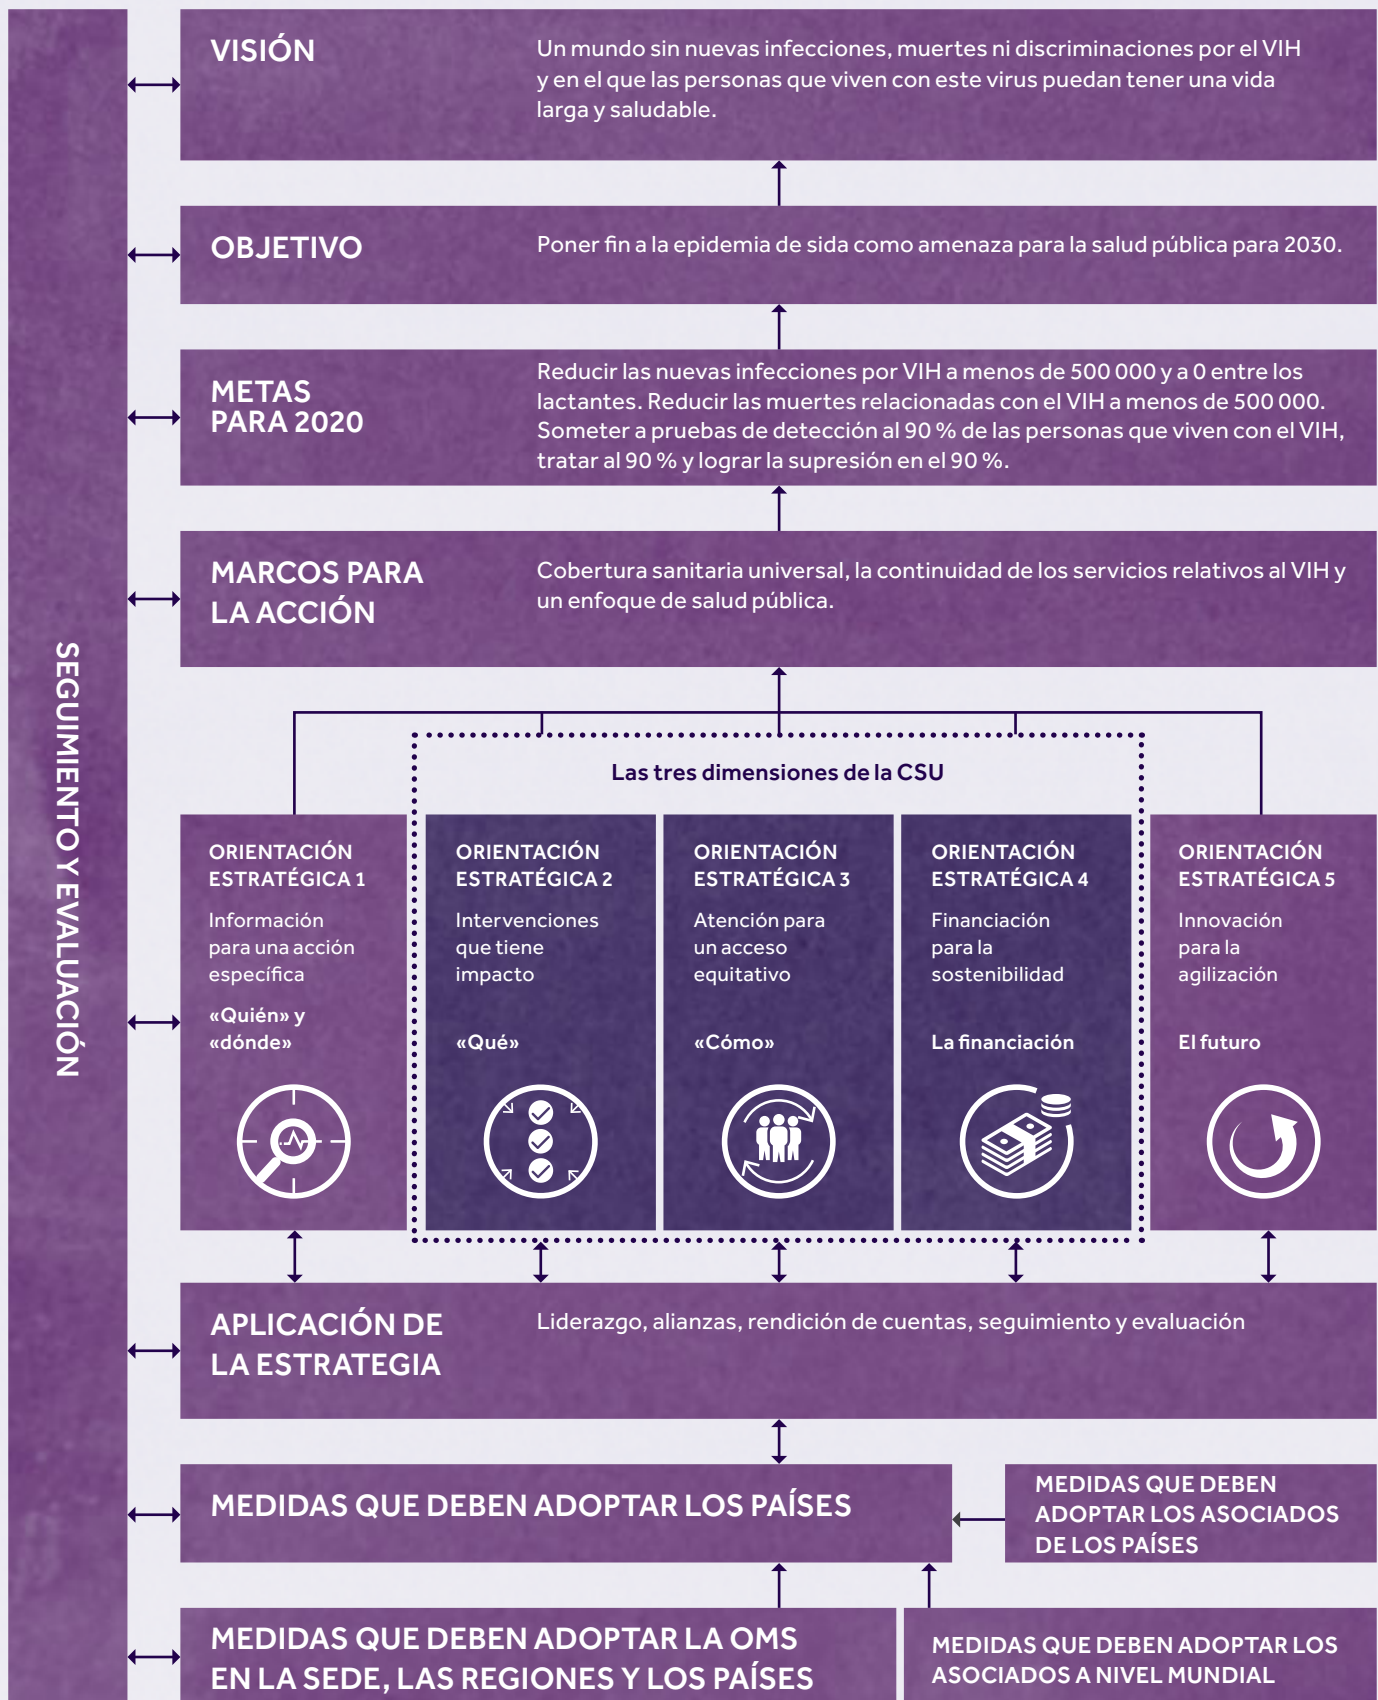 SEGUIMIENTO Y EVALUACIÓN
VISIÓN
Un mundo sin nuevas infecciones, muertes ni discriminaciones por el VIH
y en el que las personas que viven con este virus puedan tener una vida
larga y saludable.
OBJETIVO
Poner fin a la epidemia de sida como amenaza para la salud pública para 2030.
METAS
PARA 2020
Reducir las nuevas infecciones por VIH a menos de 500 000 y a 0 entre los
lactantes. Reducir las muertes relacionadas con el VIH a menos de 500 000.
Someter a pruebas de detección al 90 % de las personas que viven con el VIH,
tratar al 90 % y lograr la supresión en el 90 %.
MARCOS PARA
LA ACCIÓN
Cobertura sanitaria universal, la continuidad de los servicios relativos al VIH y
un enfoque de salud pública.
Las tres dimensiones de la CSU
ORIENTACIÓN
ESTRATÉGICA 1
Información
para una acción
específica
«Quién» y
«dónde»
ORIENTACIÓN
ESTRATÉGICA 2
Intervenciones
que tiene
impacto
«Qué»
ORIENTACIÓN
ESTRATÉGICA 3
Atención para
un acceso
equitativo
«Cómo»
ORIENTACIÓN
ESTRATÉGICA 4
Financiación
para la
sostenibilidad
La financiación
ORIENTACIÓN
ESTRATÉGICA 5
Innovación
para la
agilización
El futuro
APLICACIÓN DE
LA ESTRATEGIA
Liderazgo, alianzas, rendición de cuentas, seguimiento y evaluación
MEDIDAS QUE DEBEN ADOPTAR LOS PAÍSES
MEDIDAS QUE DEBEN
ADOPTAR LOS ASOCIADOS
DE LOS PAÍSES
MEDIDAS QUE DEBEN ADOPTAR LA OMS
EN LA SEDE, LAS REGIONES Y LOS PAÍSES
MEDIDAS QUE DEBEN ADOPTAR LOS
ASOCIADOS A NIVEL MUNDIAL